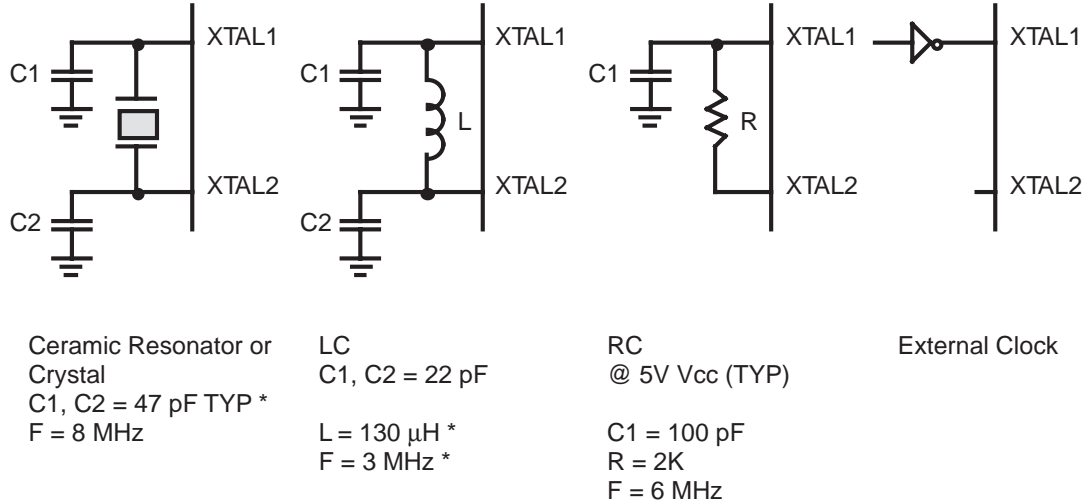 XTAL1
C1
XTAL2
C2
XTAL1
C1
L
XTAL2
C2
XTAL1
C1
R
XTAL2
XTAL1
XTAL2
Ceramic Resonator or
Crystal
C1, C2 = 47 pF TYP *
F = 8 MHz
LC
C1, C2 = 22 pF
L = 130 μH *
F = 3 MHz *
RC
@ 5V Vcc (TYP)
C1 = 100 pF
R = 2K
F = 6 MHz
External Clock